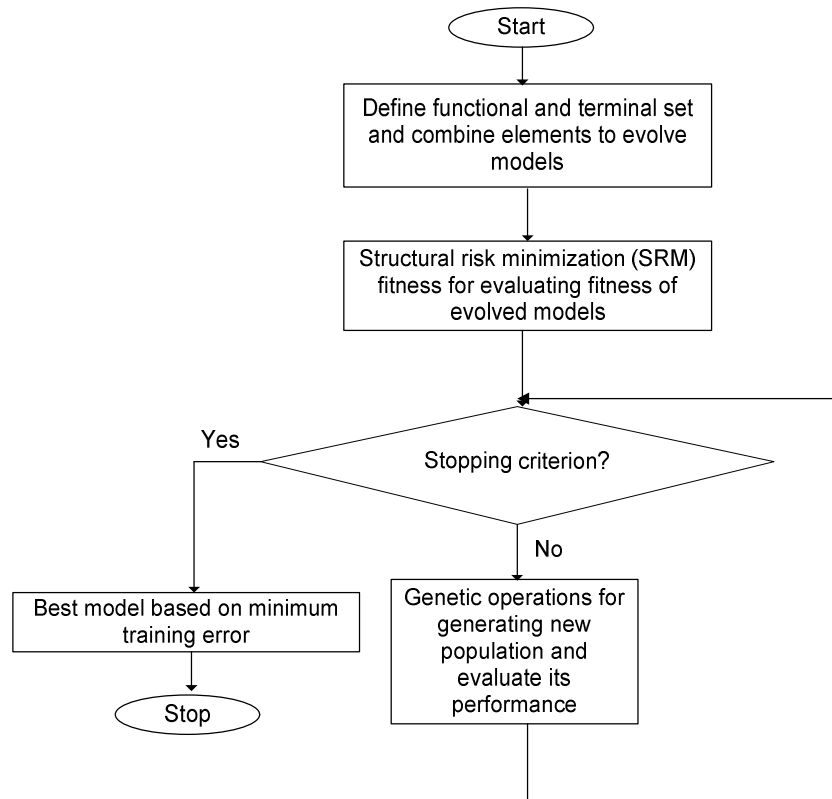 Start
Define functional and terminal set
and combine elements to evolve
models
Structural risk minimization (SRM)
fitness for evaluating fitness of
evolved models
Stopping criterion?
Yes
No
Best model based on minimum
training error
Stop
Genetic operations for
generating new
population and
evaluate its
performance